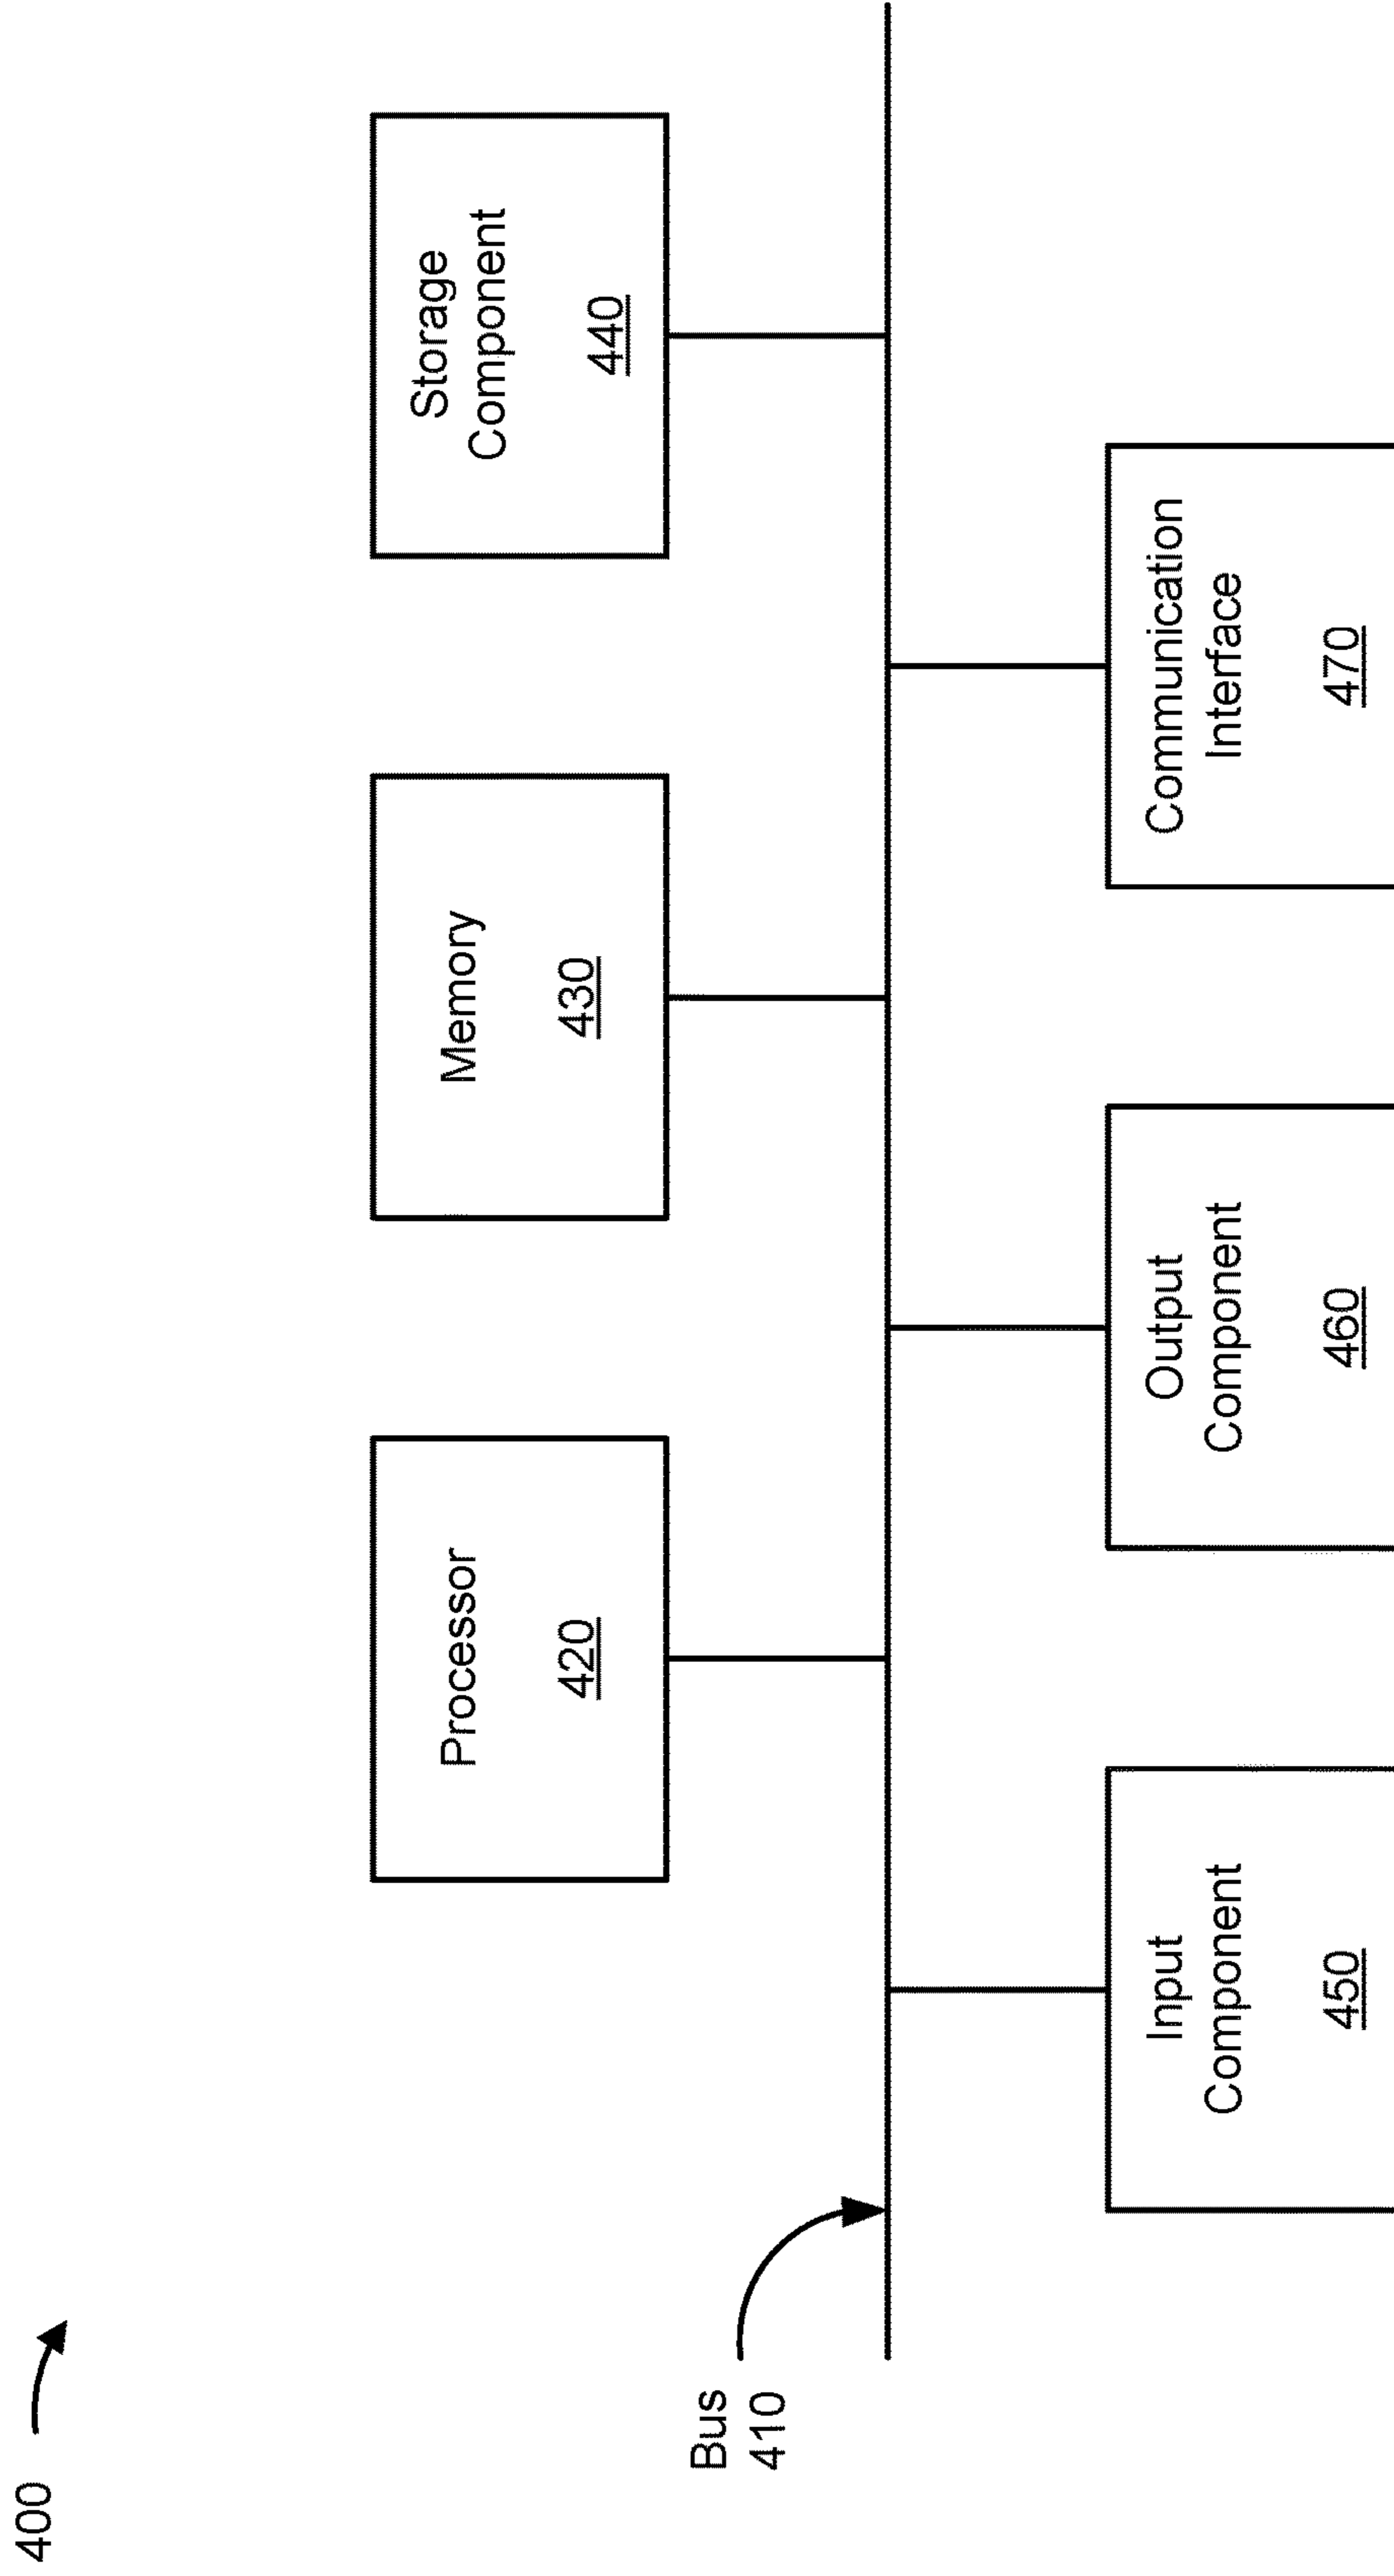 400
Processor
420
Memory
430
Storage
Component
440
Bus
410
Input
Component
450
Output
Component
460
Communication
Interface
470